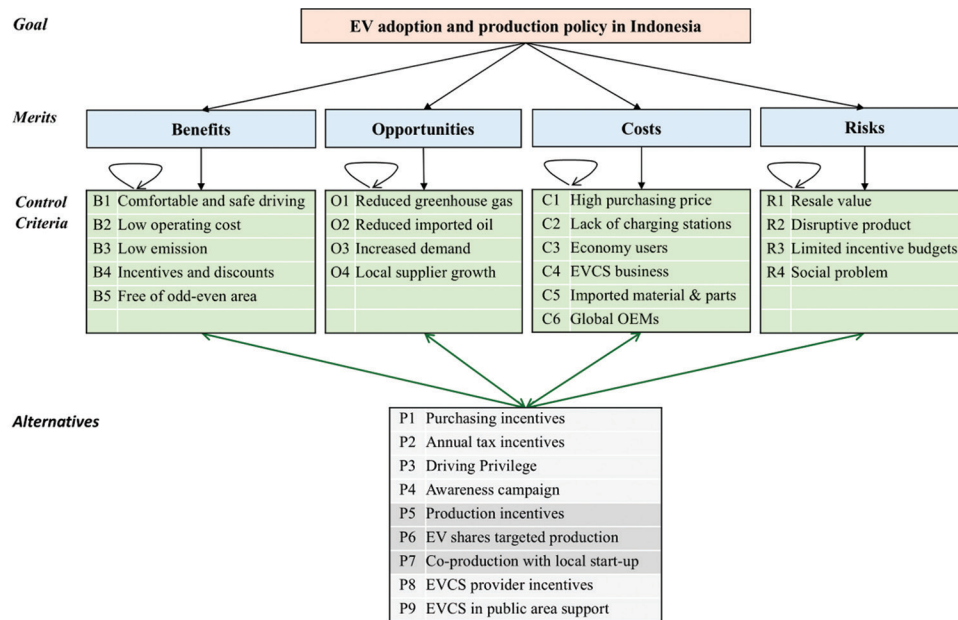 Goal
EV adoption and production policy in Indonesia
Merits
Benefits
Opportunities
Costs
Risks
Control
Criteria
B1 Comfortable and safe driving
B2 Low operating cost
B3 Low emission
B4 Incentives and discounts
B5 Free of odd-even area
O1 Reduced greenhouse gas
O2 Reduced imported oil
O3 Increased demand
O4 Local supplier growth
C1 High purchasing price
C2 Lack of charging stations
C3 Economy users
C4 EVCS business
C5 Imported material & parts
C6 Global OEMs
R1 Resale value
R2 Disruptive product
R3 Limited incentive budgets
R4 Social problem
Alternatives
P1 Purchasing incentives
P2 Annual tax incentives
P3 Driving Privilege
P4 Awareness campaign
P5 Production incentives
P6 EV shares targeted production
P7 Co-production with local start-up
P8 EVCS provider incentives
P9 EVCS in public area support